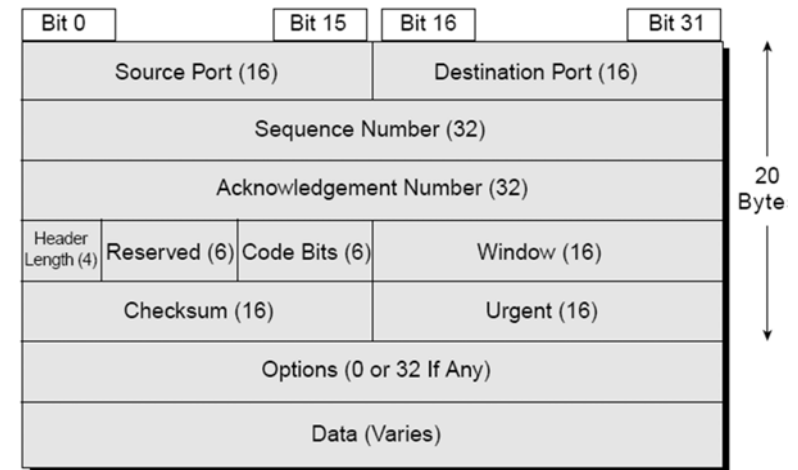 Bit 0 Bit 15 Bit 16 Bit 31
Source Port (16) Destination Port (16)
Sequence Number (32)
Acknowledgement Number (32)
20
Byte
Header
Length (4) Reserved (6) Code Bits (6) Window (16)
Checksum (16) Urgent (16)
Options (0 or 32 If Any)
Data (Varies)